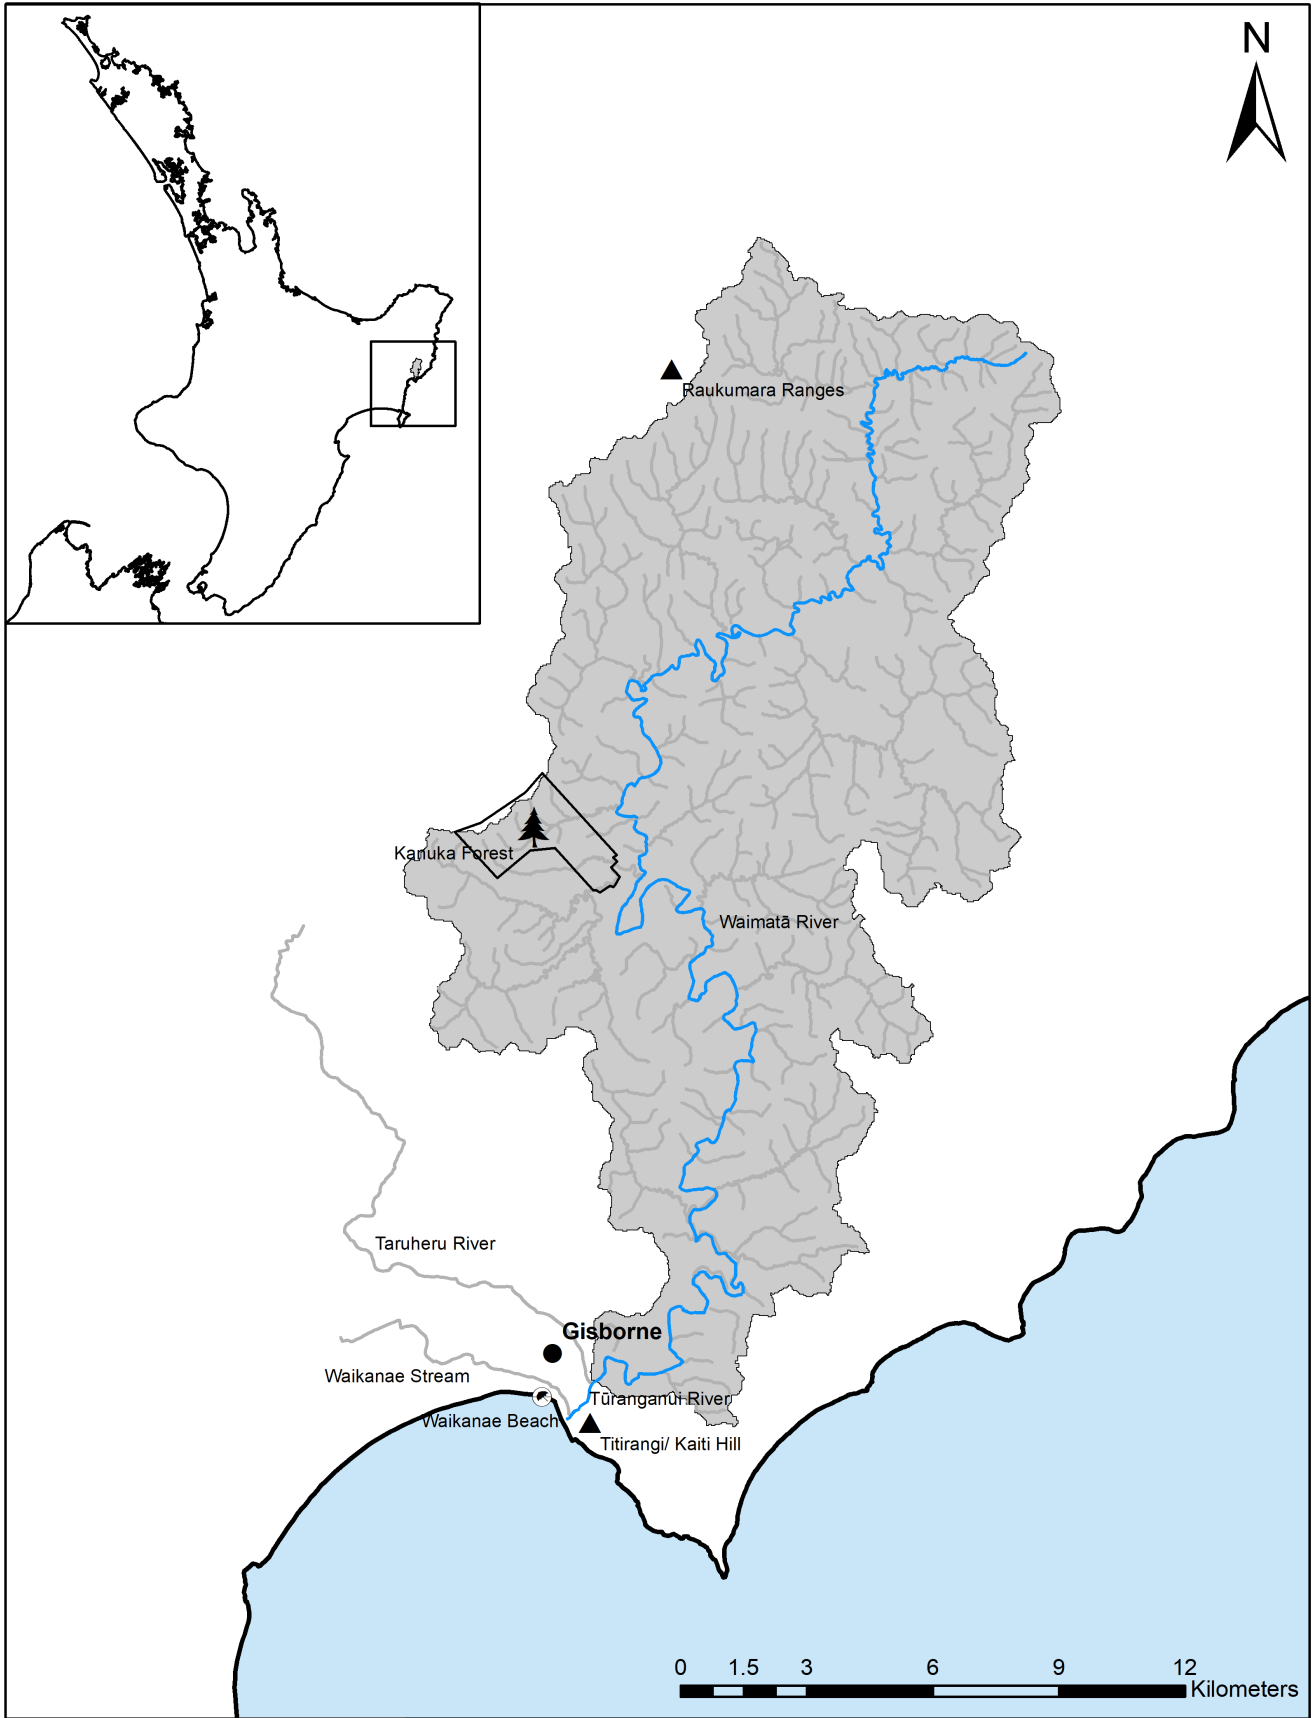 N
Raukumara Ranges
Kanuka Forest
Waimatā River
Taruheru River
Gisborne
Waikanae Stream
Tūranganui River
Waikanae Beach
Titirangi/ Kaiti Hill
0 1.5 3 6 9 12
Kilometers